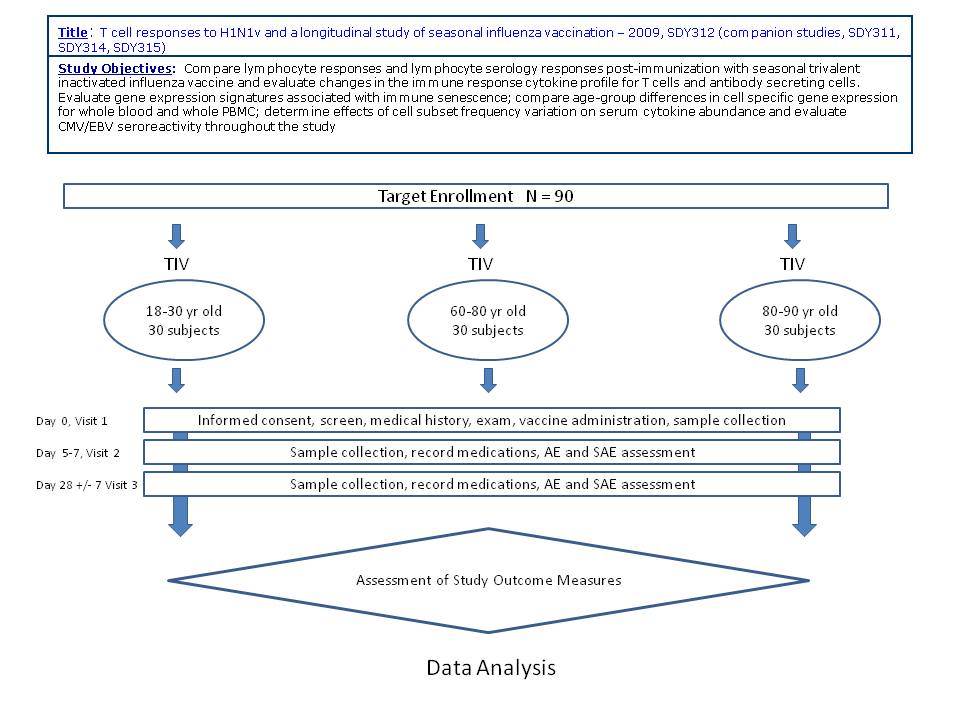 Title: T cell responses to H1N1v and a longitudinal study of seasonal influenza vaccination – 2009, SDY312 (companion studies, SDY311,
SDY314, SDY315)
Study Objectives: Compare lymphocyte responses and lymphocyte serology responses post-immunization with seasonal trivalent
inactivated influenza vaccine and evaluate changes in the immune response cytokine profile for T cells and antibody secreting cells.
Evaluate gene expression signatures associated with immune senescence; compare age-group differences in cell specific gene expression
for whole blood and whole PBMC; determine effects of cell subset frequency variation on serum cytokine abundance and evaluate
CMV/EBV seroreactivity throughout the study
Target Enrollment N = 90
TIV TIV TIV
18-30 yr old 60-80 yr old 80-90 yr old
30 subjects 30 subjects 30 subjects
Day 0, Visit 1 Informed consent, screen, medical history, exam, vaccine administration, sample collection
Day 5-7, Visit 2 Sample collection, record medications, AE and SAE assessment
Day 28 +/- 7 Visit 3 Sample collection, record medications, AE and SAE assessment
Assessment of Study Outcome Measures
Data Analysis